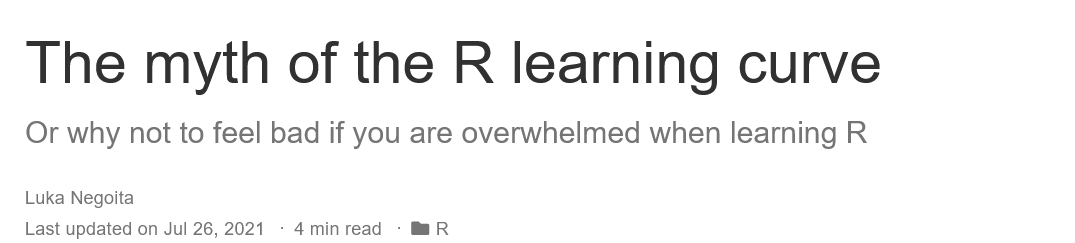 The myth of the R learning curve
Or why not to feel bad if you are overwhelmed when learning R
Luka Negoita
Last updated on Jul 26, 2021 · 4 min read · R